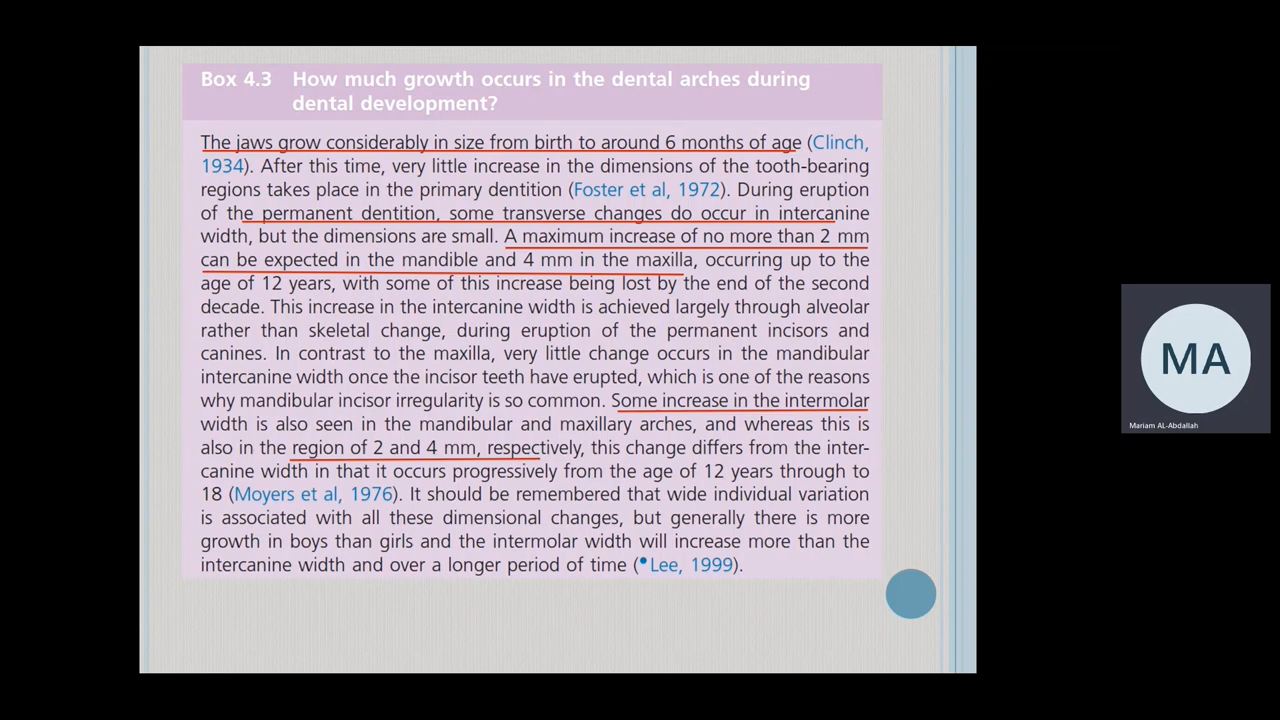 Box 4.3 How much growth occurs in the dental arches during
dental development?
The jaws grow considerably in size from birth to around 6 months of age (Clinch,
1934). After this time, very little increase in the dimensions of the tooth-bearing
regions takes place in the primary dentition (Foster et al, 1972). During eruption
of the permanent dentition, some transverse changes do occur in intercanine
width, but the dimensions are small. A maximum increase of no more than 2 mm
can be expected in the mandible and 4 mm in the maxilla, occurring up to the
age of 12 years, with some of this increase being lost by the end of the second
decade. This increase in the intercanine width is achieved largely through alveolar
rather than skeletal change, during eruption of the permanent incisors and
canines. In contrast to the maxilla, very little change occurs in the mandibular
intercanine width once the incisor teeth have erupted, which is one of the reasons
why mandibular incisor irregularity is so common. Some increase in the intermolar
width is also seen in the mandibular and maxillary arches, and whereas this is
also in the region of 2 and 4 mm, respectively, this change differs from the inter-
canine width in that it occurs progressively from the age of 12 years through to
18 (Moyers et al, 1976). It should be remembered that wide individual variation
is associated with all these dimensional changes, but generally there is more
growth in boys than girls and the intermolar width will increase more than the
intercanine width and over a longer period of time (•Lee, 1999).
MA
Mariam AL-Abdallah